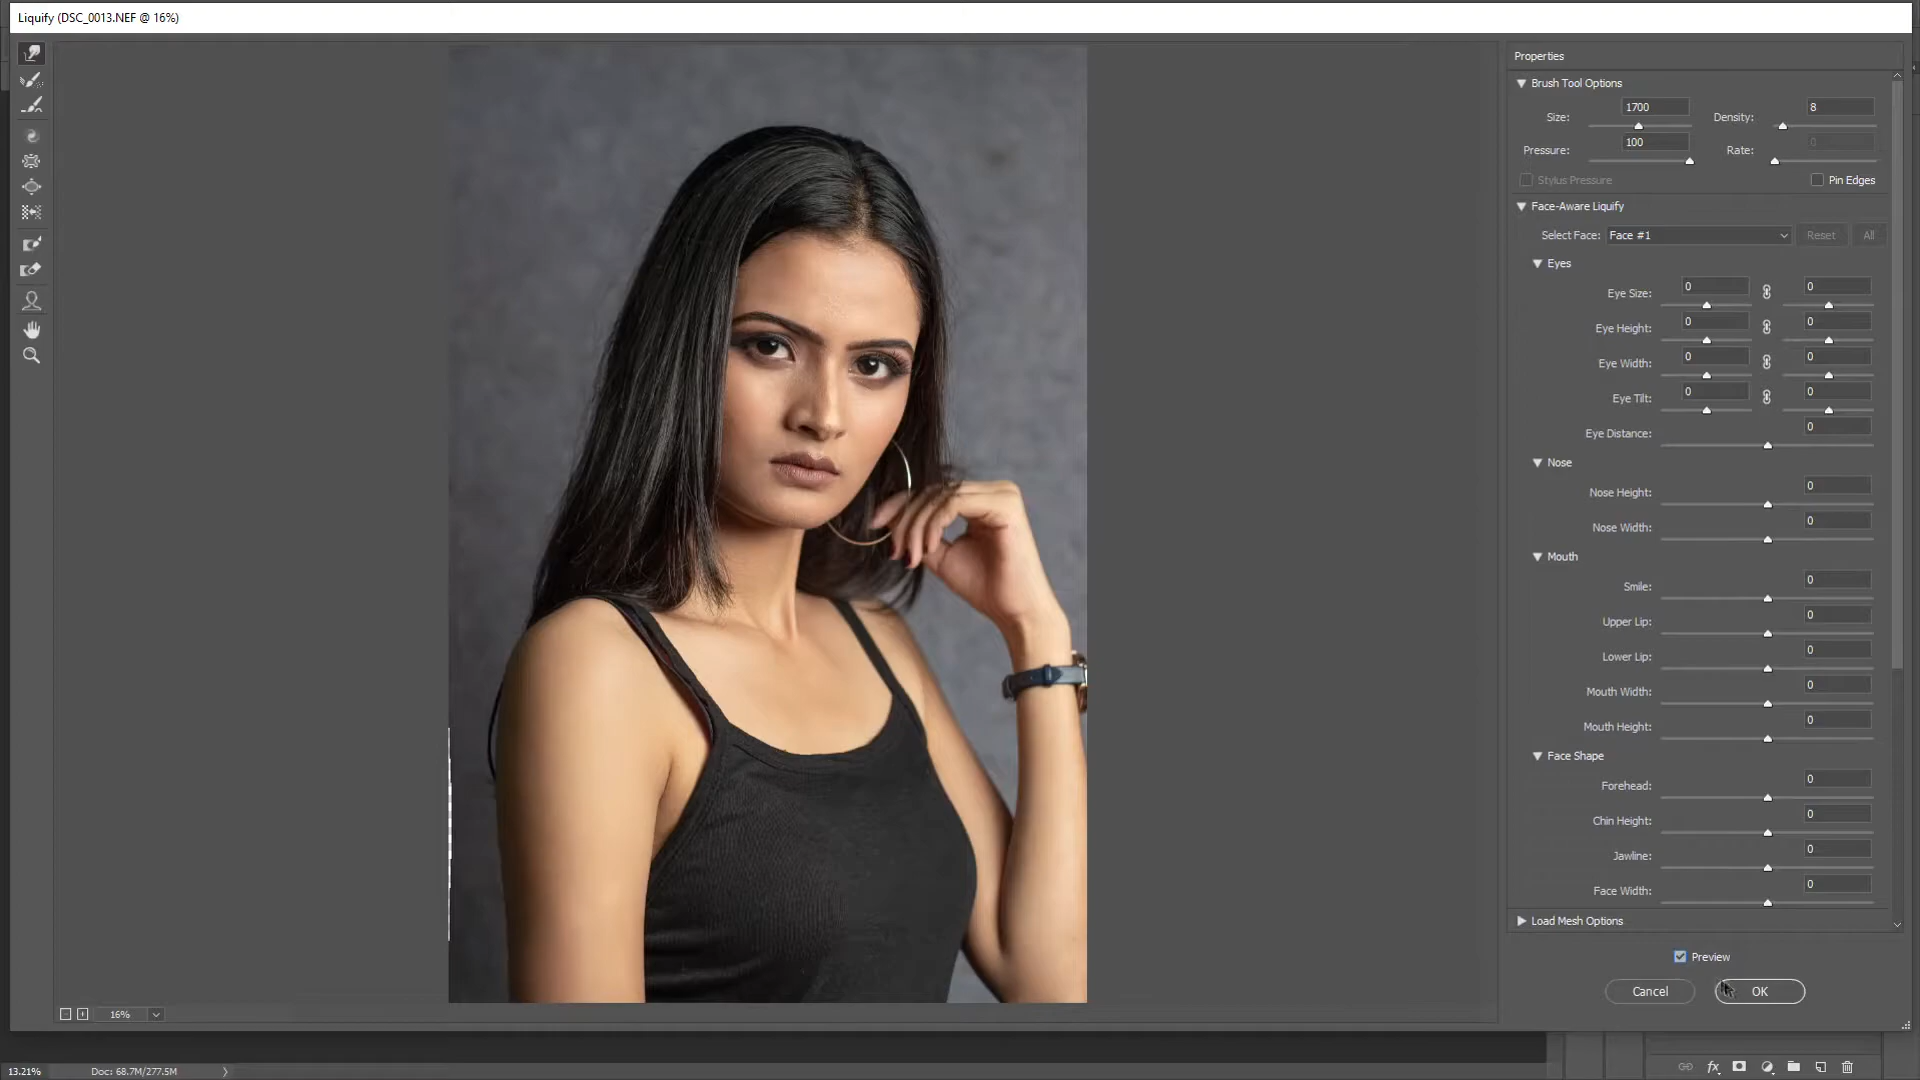 Liquify (DSC_0013.NEF @ 16%)
Properties
Brush Tool Options
Size: 1700 Density: 8
Pressure: 100 Rate: 0
Stylus Pressure Pin Edges
Face-Aware Liquify
Select Face: Face #1 Reset All
Eyes
Eye Size: 0 0
Eye Height: 0 0
Eye Width: 0 0
Eye Tilt: 0 0
Eye Distance: 0
Nose
Nose Height: 0
Nose Width: 0
Mouth
Smile: 0
Upper Lip: 0
Lower Lip: 0
Mouth Width: 0
Mouth Height: 0
Face Shape
Forehead: 0
Chin Height: 0
Jawline: 0
Face Width: 0
Load Mesh Options
Preview
Cancel OK
16%
13.21% Doc: 68.7M/277.5M
fx